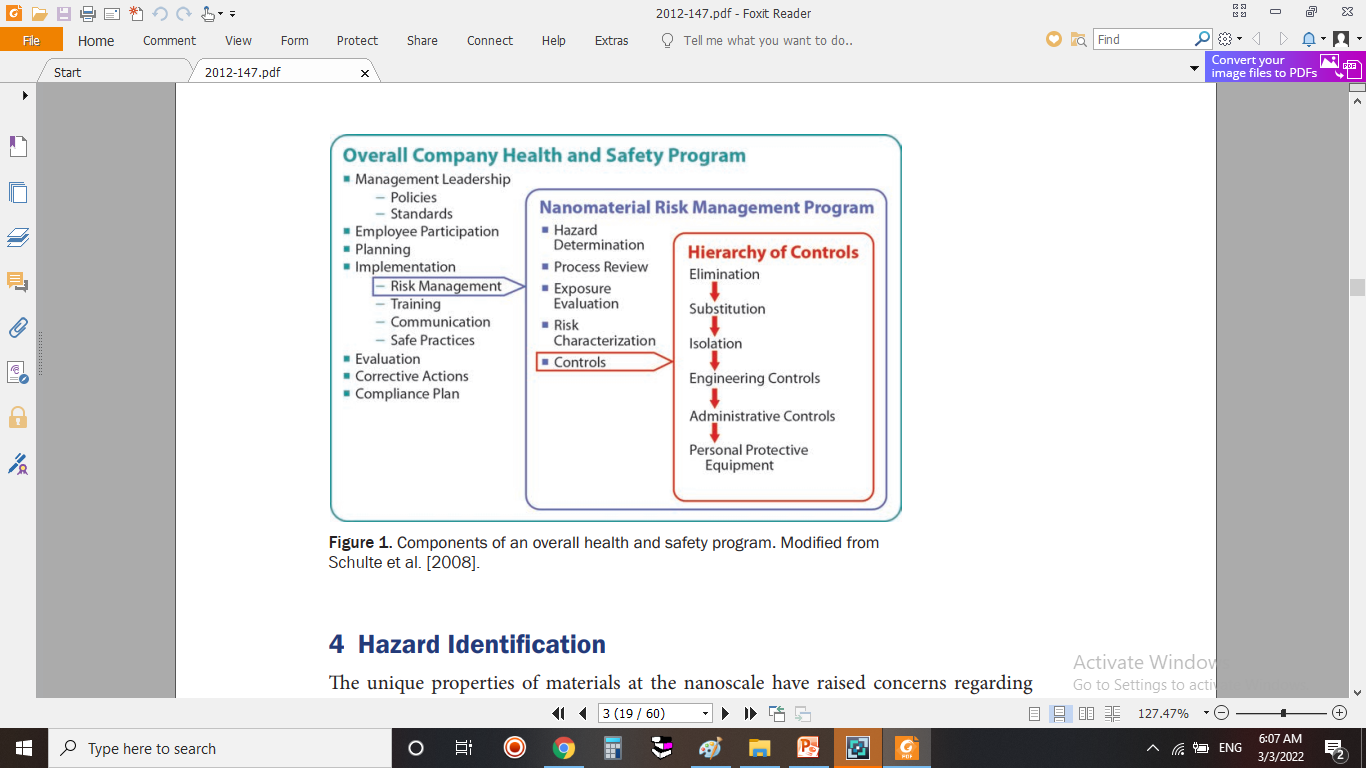 2012-147.pdf - Foxit Reader
File
Home
Comment
View
Form
Protect
Share
Connect
Help
Extras
Tell me what you want to do..
Find
Start
2012-147.pdf
Convert your
image files to PDFs
Overall Company Health and Safety Program
Management Leadership
– Policies
– Standards
Employee Participation
Planning
Implementation
– Risk Management
– Training
– Communication
– Safe Practices
Evaluation
Corrective Actions
Compliance Plan
Nanomaterial Risk Management Program
Hazard
Determination
Process Review
Exposure
Evaluation
Risk
Characterization
Controls
Hierarchy of Controls
Elimination
Substitution
Isolation
Engineering Controls
Administrative Controls
Personal Protective
Equipment
Figure 1. Components of an overall health and safety program. Modified from
Schulte et al. [2008].
4 Hazard Identification
The unique properties of materials at the nanoscale have raised concerns regarding
Activate Windows
Go to Settings to activ
3 (19 / 60)
127.47%
Type here to search
ENG
6:07 AM
3/3/2022
2